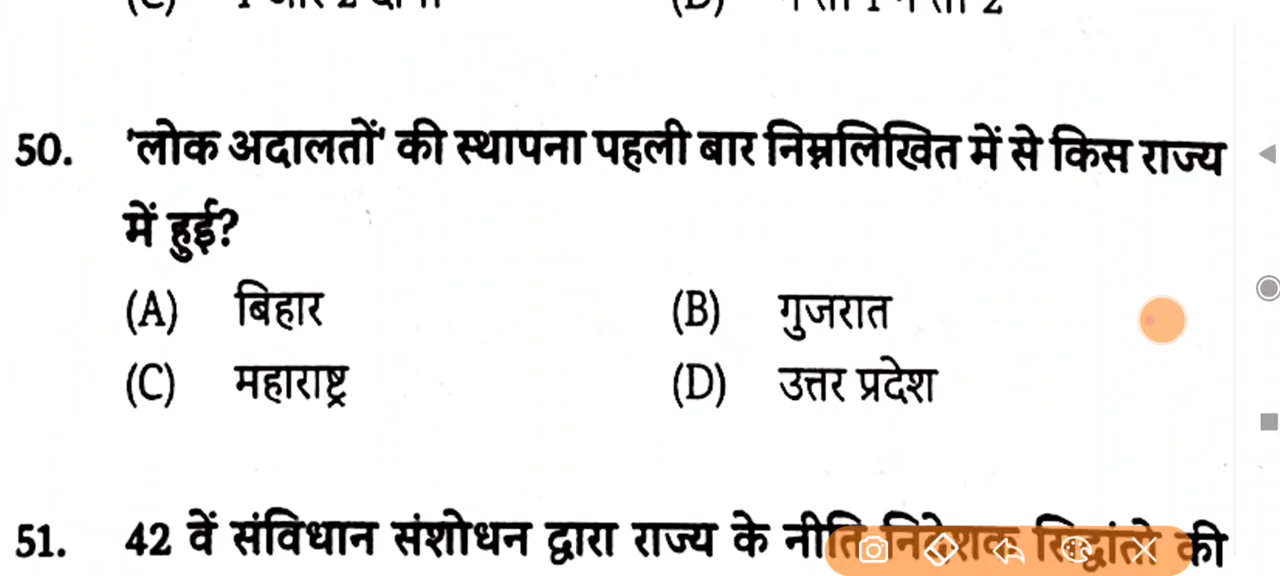 50. 'लोक अदालतों' की स्थापना पहली बार निम्नलिखित में से किस राज्य
में हुई?
(A) बिहार (B) गुजरात
(C) महाराष्ट्र (D) उत्तर प्रदेश
51. 42 वें संविधान संशोधन द्वारा राज्य के नीति निदेशक सिद्धांतो की